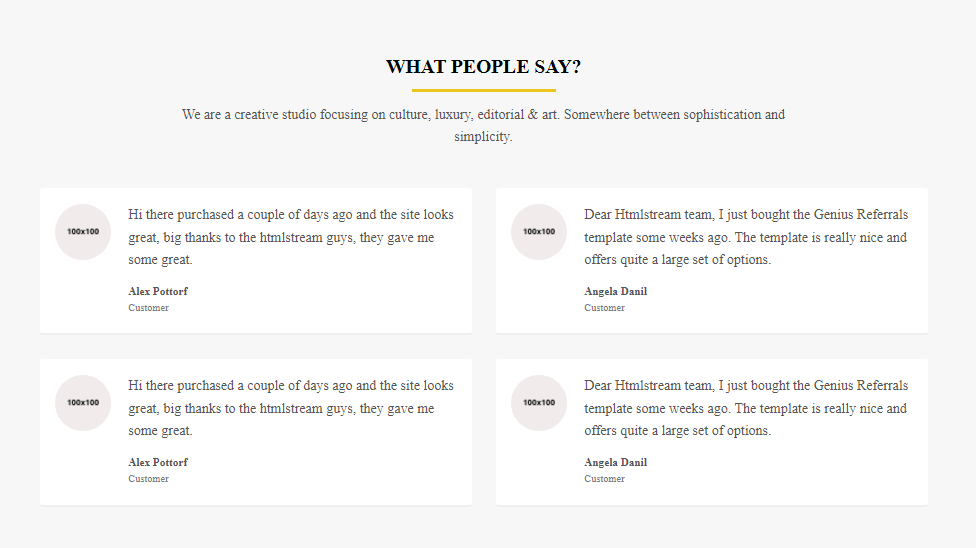 WHAT PEOPLE SAY?
We are a creative studio focusing on culture, luxury, editorial & art. Somewhere between sophistication and
simplicity.
100x100
Hi there purchased a couple of days ago and the site looks
great, big thanks to the htmlstream guys, they gave me
some great.
Alex Pottorf
Customer
100x100
Dear Htmlstream team, I just bought the Genius Referrals
template some weeks ago. The template is really nice and
offers quite a large set of options.
Angela Danil
Customer
100x100
Hi there purchased a couple of days ago and the site looks
great, big thanks to the htmlstream guys, they gave me
some great.
Alex Pottorf
Customer
100x100
Dear Htmlstream team, I just bought the Genius Referrals
template some weeks ago. The template is really nice and
offers quite a large set of options.
Angela Danil
Customer